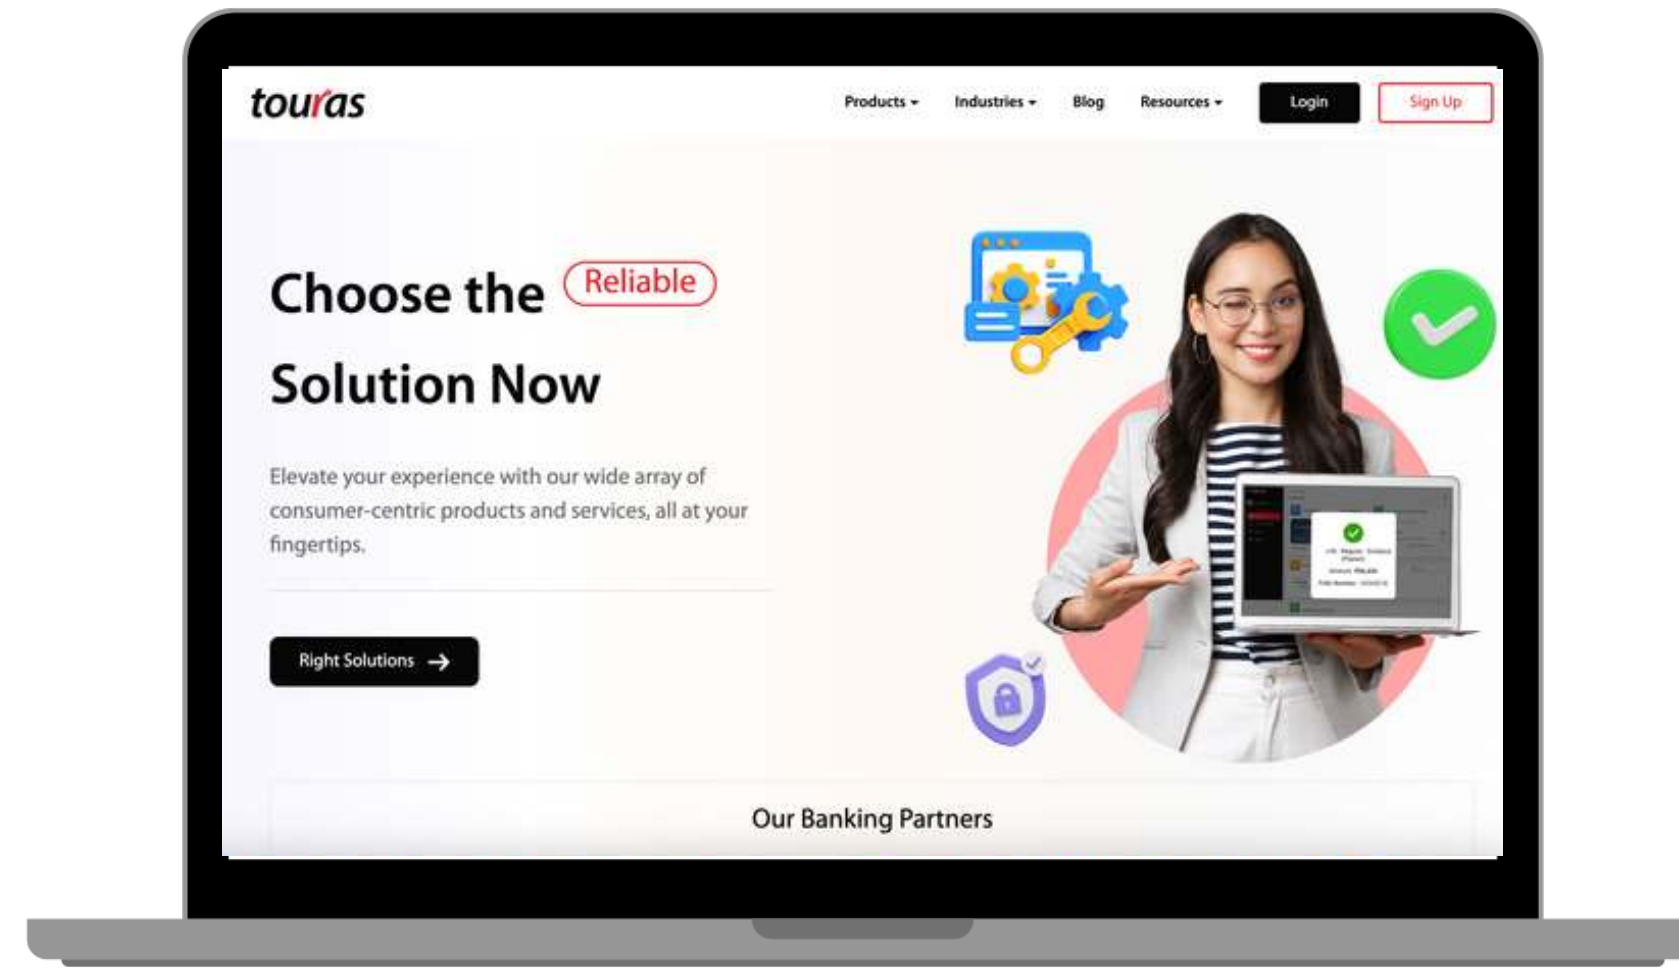 touras
Products
Industries
Blog
Resources
Login
Sign Up
Choose the Reliable
Solution Now
Elevate your experience with our wide array of
consumer-centric products and services, all at your
fingertips.
Right Solutions
Our Banking Partners